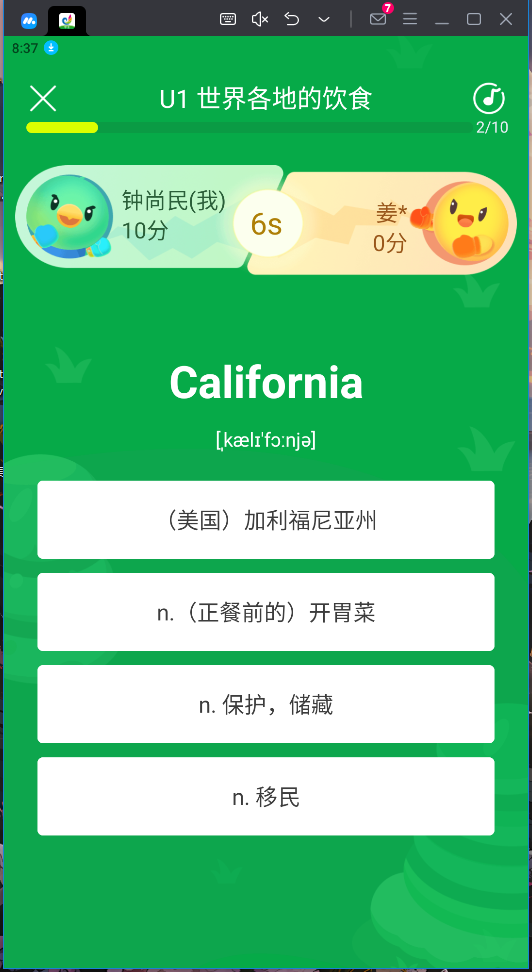 7
8:37
U1 世界各地的饮食
2/10
钟尚民(我)
10分
6s
姜*
0分
California
[ˌkælɪˈfɔːnjə]
（美国）加利福尼亚州
n.（正餐前的）开胃菜
n. 保护，储藏
n. 移民